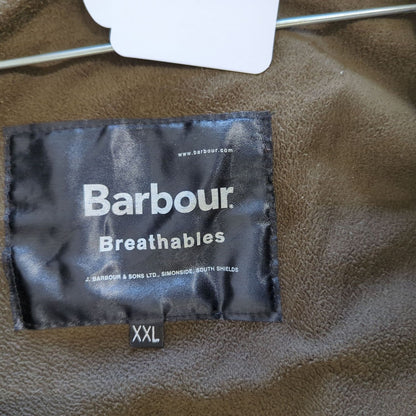 www.barbour.com
Barbour.
Breathables
J. BARBOUR & SONS LTD., SIMONSIDE, SOUTH SHIELDS
XXL